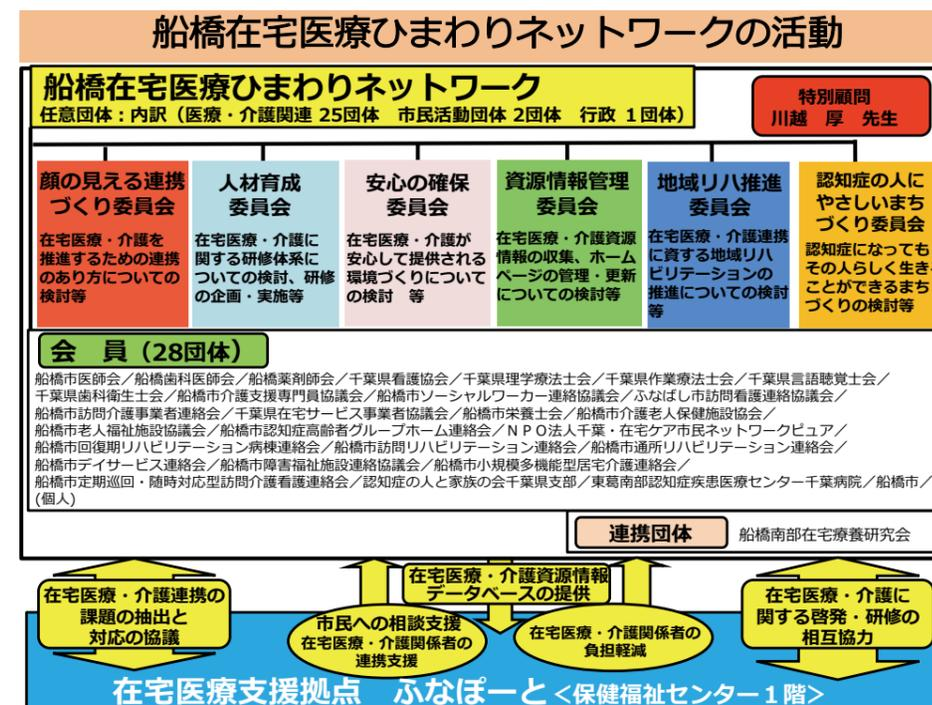 船橋在宅医療ひまわりネットワークの活動
船橋在宅医療ひまわりネットワーク
任意団体：内訳（医療・介護関連 25団体　市民活動団体 2団体　行政 １団体）
特別顧問
川越　厚　先生
顔の見える連携
づくり委員会
在宅医療・介護を
推進するための連携
のあり方についての
検討等
人材育成
委員会
在宅医療・介護に
関する研修体系に
ついての検討、研修
の企画・実施等
安心の確保
委員会
在宅医療・介護が
安心して提供される
環境づくりについて
の検討　等
資源情報管理
委員会
在宅医療・介護資源
情報の収集、ホーム
ページの管理・更新
についての検討等
地域リハ推進
委員会
在宅医療・介護連携
に資する地域リハ
ビリテーションの
推進についての検討
等
認知症の人に
やさしいまち
づくり委員会
認知症になっても
その人らしく生き
ことができるまち
づくりの検討等
会　員（28団体）
船橋市医師会／船橋歯科医師会／船橋薬剤師会／千葉県看護協会／千葉県理学療法士会／千葉県作業療法士会／千葉県言語聴覚士会／
千葉県歯科衛生士会／船橋市介護支援専門員協議会／船橋市ソーシャルワーカー連絡協議会／ふなばし市訪問看護連絡協議会／
船橋市訪問介護事業者連絡会／千葉県在宅サービス事業者協議会／船橋市栄養士会／船橋市介護老人保健施設協会／
船橋市老人福祉施設協議会／船橋市認知症高齢者グループホーム連絡会／ＮＰＯ法人千葉・在宅ケア市民ネットワークピュア／
船橋市回復期リハビリテーション病棟連絡会／船橋市訪問リハビリテーション連絡会／船橋市通所リハビリテーション連絡会／
船橋市デイサービス連絡会／船橋市障害福祉施設連絡協議会／船橋市小規模多機能型居宅介護連絡会／
船橋市定期巡回・随時対応型訪問介護看護連絡会／認知症の人と家族の会千葉県支部／東葛南部認知症疾患医療センター千葉病院／船橋市／
(個人)
連携団体
船橋南部在宅療養研究会
在宅医療・介護連携の
課題の抽出と
対応の協議
市民への相談支援
在宅医療・介護関係者の
連携支援
在宅医療・介護資源情報
データベースの提供
在宅医療・介護関係者の
負担軽減
在宅医療・介護に
関する啓発・研修の
相互協力
在宅医療支援拠点　ふなぽーと＜保健福祉センター１階＞